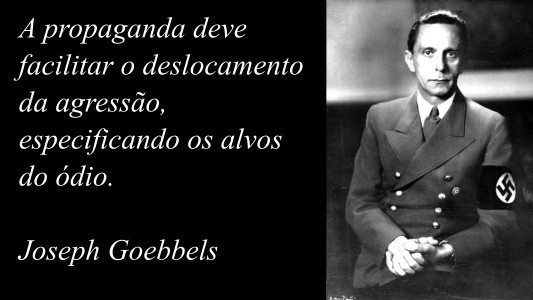 A propaganda deve
facilitar o deslocamento
da agressão,
especificando os alvos
do ódio.
Joseph Goebbels